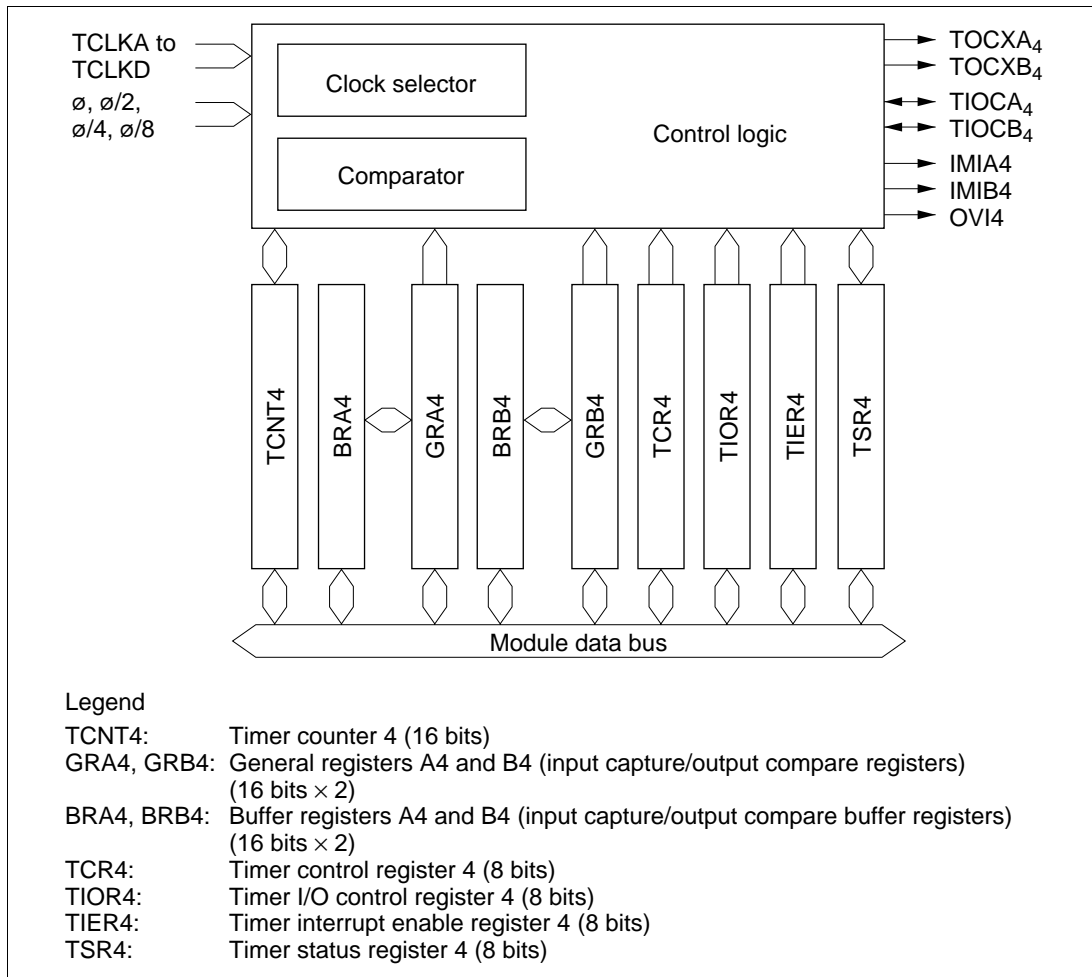 TCLKA to
TCLKD
ø, ø/2,
ø/4, ø/8
Clock selector
Comparator
Control logic
TOCXA4
TOCXB4
TIOCA4
TIOCB4
IMIA4
IMIB4
OVI4
TCNT4
BRA4
GRA4
BRB4
GRB4
TCR4
TIOR4
TIER4
TSR4
Module data bus
Legend
TCNT4: Timer counter 4 (16 bits)
GRA4, GRB4: General registers A4 and B4 (input capture/output compare registers)
(16 bits × 2)
BRA4, BRB4: Buffer registers A4 and B4 (input capture/output compare buffer registers)
(16 bits × 2)
TCR4: Timer control register 4 (8 bits)
TIOR4: Timer I/O control register 4 (8 bits)
TIER4: Timer interrupt enable register 4 (8 bits)
TSR4: Timer status register 4 (8 bits)